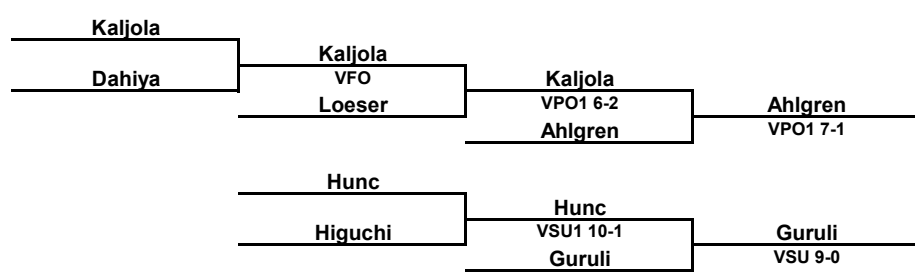 Kaljola
Kaljola
Dahiya
VFO
Kaljola
Loeser
VPO1 6-2
Ahlgren
Ahlgren
VPO1 7-1
Hunc
Hunc
Higuchi
VSU1 10-1
Guruli
Guruli
VSU 9-0